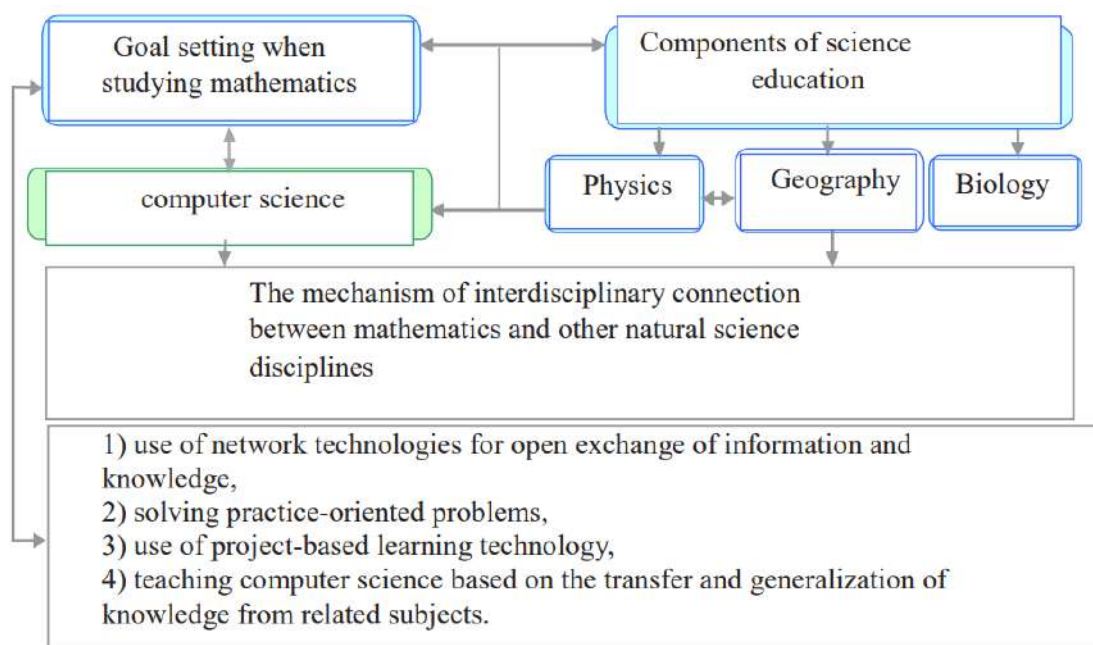 Goal setting when
studying mathematics
Components of science
education
computer science
Physics
Geography
Biology
The mechanism of interdisciplinary connection
between mathematics and other natural science
disciplines
1) use of network technologies for open exchange of information and
knowledge,
2) solving practice-oriented problems,
3) use of project-based learning technology,
4) teaching computer science based on the transfer and generalization of
knowledge from related subjects.